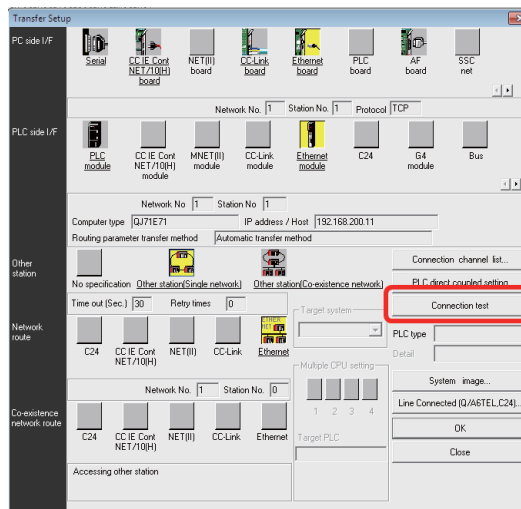 Transfer Setup
PC side I/F
Serial
CC IE Cont NET/10(H) board
NET(II) board
CC-Link board
Ethernet board
PLC board
AF board
SSC net
Network No. 1 Station No. 1 Protocol TCP
PLC side I/F
PLC module
CC IE Cont NET/10(H) module
MNET(II) module
CC-Link module
Ethernet module
C24
G4 module
Bus
Network No 1 Station No 1
Computer type QJ71E71 IP address / Host 192.168.200.11
Routing parameter transfer method Automatic transfer method
Other station
No specification
Other station(Single network)
Other station(Co-existence network)
Connection channel list...
PLC direct coupled setting
Time out (Sec.) 30 Retry times 0
Target system
Connection test
Network route
C24
CC IE Cont NET/10(H)
NET(II)
CC-Link
Ethernet
PLC type
Detail
Multiple CPU setting
Network No. 1 Station No. 0
System image...
1 2 3 4
Line Connected (Q/A6TEL,C24)...
Co-existence network route
C24
CC IE Cont NET/10(H)
NET(II)
CC-Link
Ethernet
Target PLC
OK
Close
Accessing other station